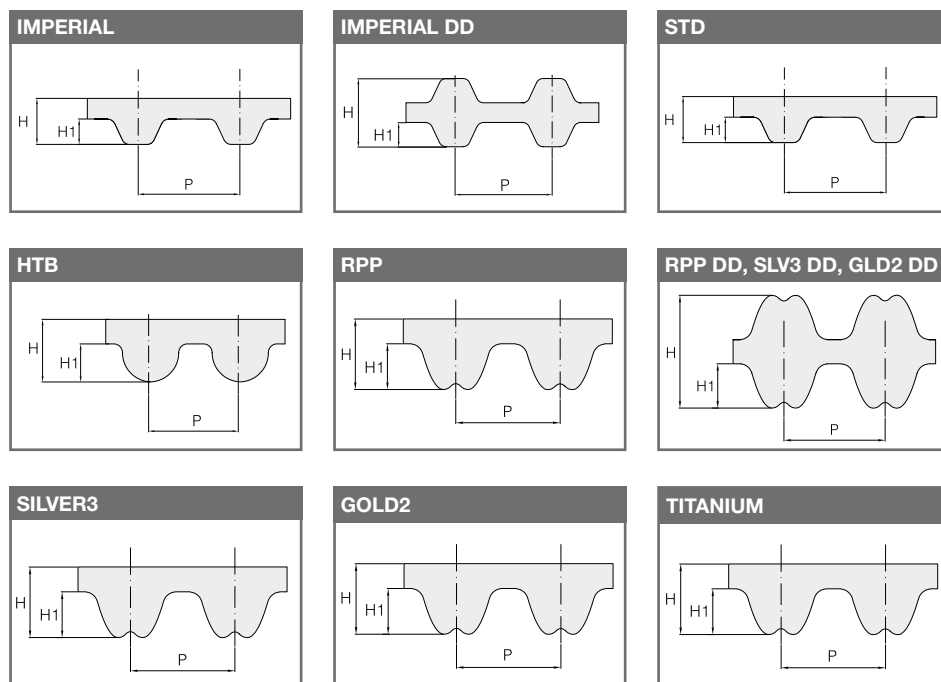 IMPERIAL
H
H1
P
IMPERIAL DD
H
H1
P
STD
H
H1
P
HTB
H
H1
P
RPP
H
H1
P
RPP DD, SLV3 DD, GLD2 DD
H
H1
P
SILVER3
H
H1
P
GOLD2
H
H1
P
TITANIUM
H
H1
P